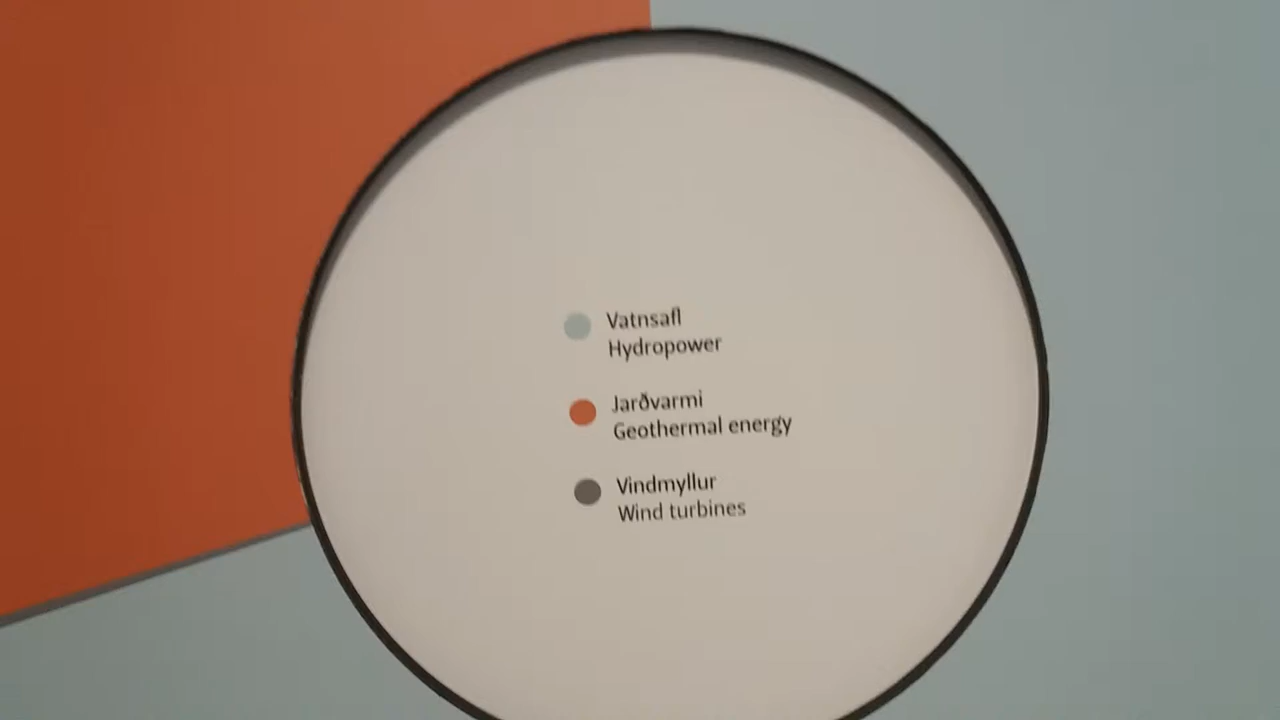 Vatnsafl
Hydropower
Jarðvarmi
Geothermal energy
Vindmyllur
Wind turbines